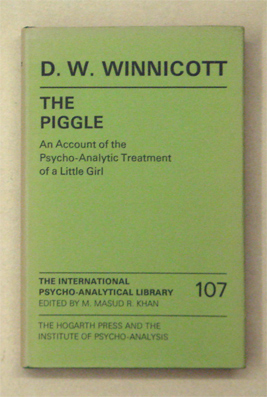 D. W. WINNICOTT
THE
PIGGLE
An Account of the
Psycho-Analytic Treatment
of a Little Girl
THE INTERNATIONAL
PSYCHO-ANALYTICAL LIBRARY 107
EDITED BY M. MASUD R. KHAN
THE HOGARTH PRESS AND THE
INSTITUTE OF PSYCHO-ANALYSIS